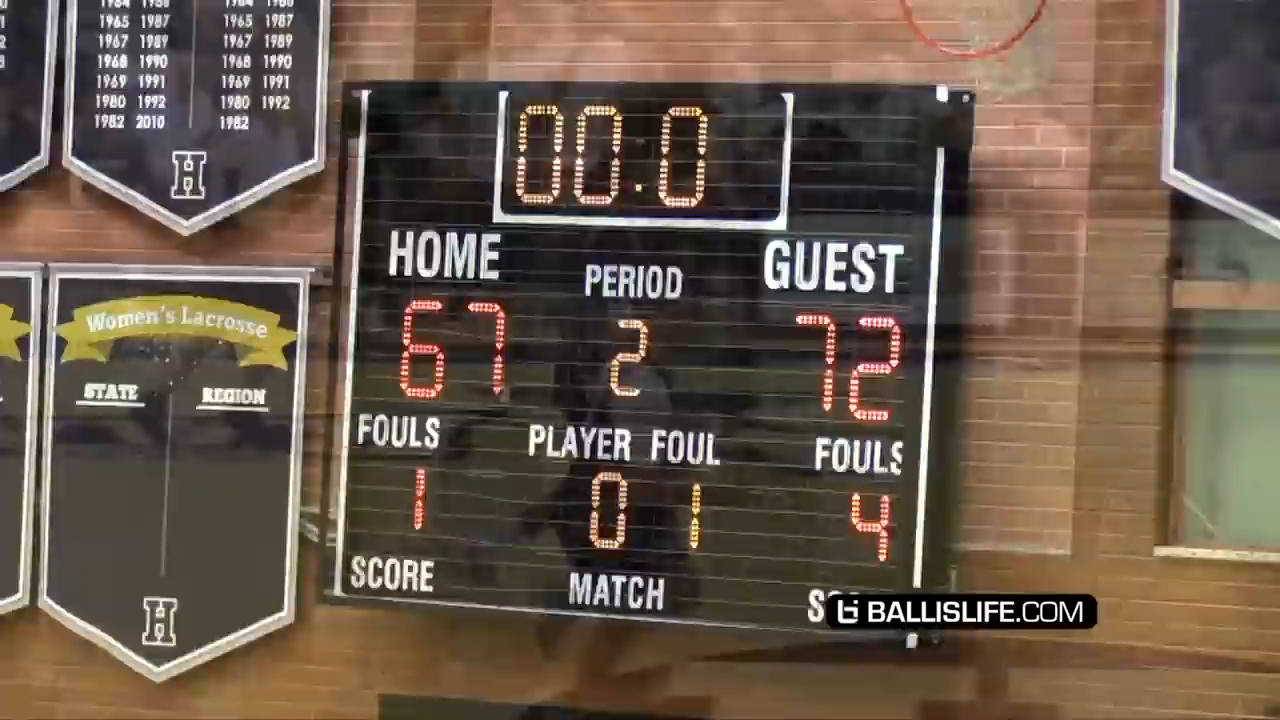 1965 1987 1965 1987
1967 1989 1967 1989
1968 1990 1968 1990
1969 1991 1969 1991
1980 1992 1980 1992
1982 2010 1982
H
00.0
HOME PERIOD GUEST
67 2 72
FOULS PLAYER FOUL FOULS
1 0 1 4
SCORE MATCH
Women's Lacrosse
STATE REGION
H
BALLISLIFE.COM